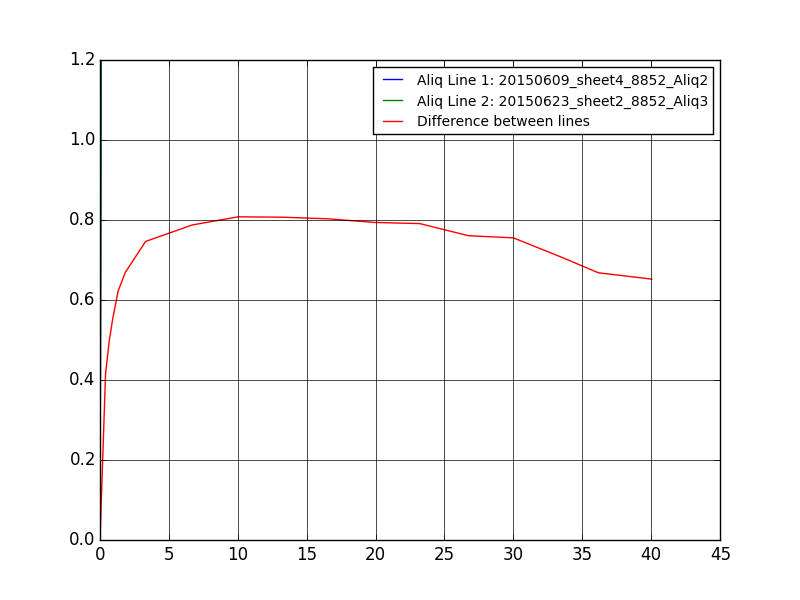 1.2
1.0
0.8
0.6
0.4
0.2
0.0
Aliq Line 1: 20150609_sheet4_8852_Aliq2
Aliq Line 2: 20150623_sheet2_8852_Aliq3
Difference between lines
0 5 10 15 20 25 30 35 40 45